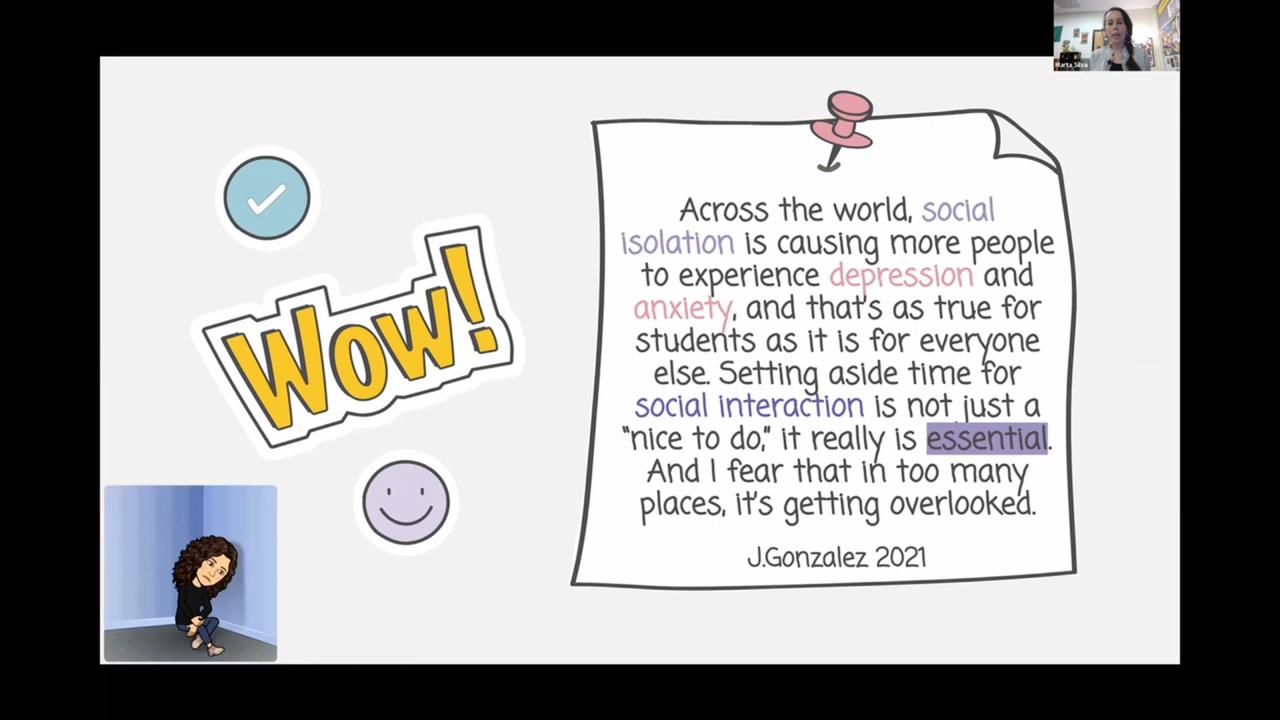 Marta Silva
Wow!
Across the world, social
isolation is causing more people
to experience depression and
anxiety, and that's as true for
students as it is for everyone
else. Setting aside time for
social interaction is not just a
"nice to do," it really is essential.
And I fear that in too many
places, it's getting overlooked.
J.Gonzalez 2021